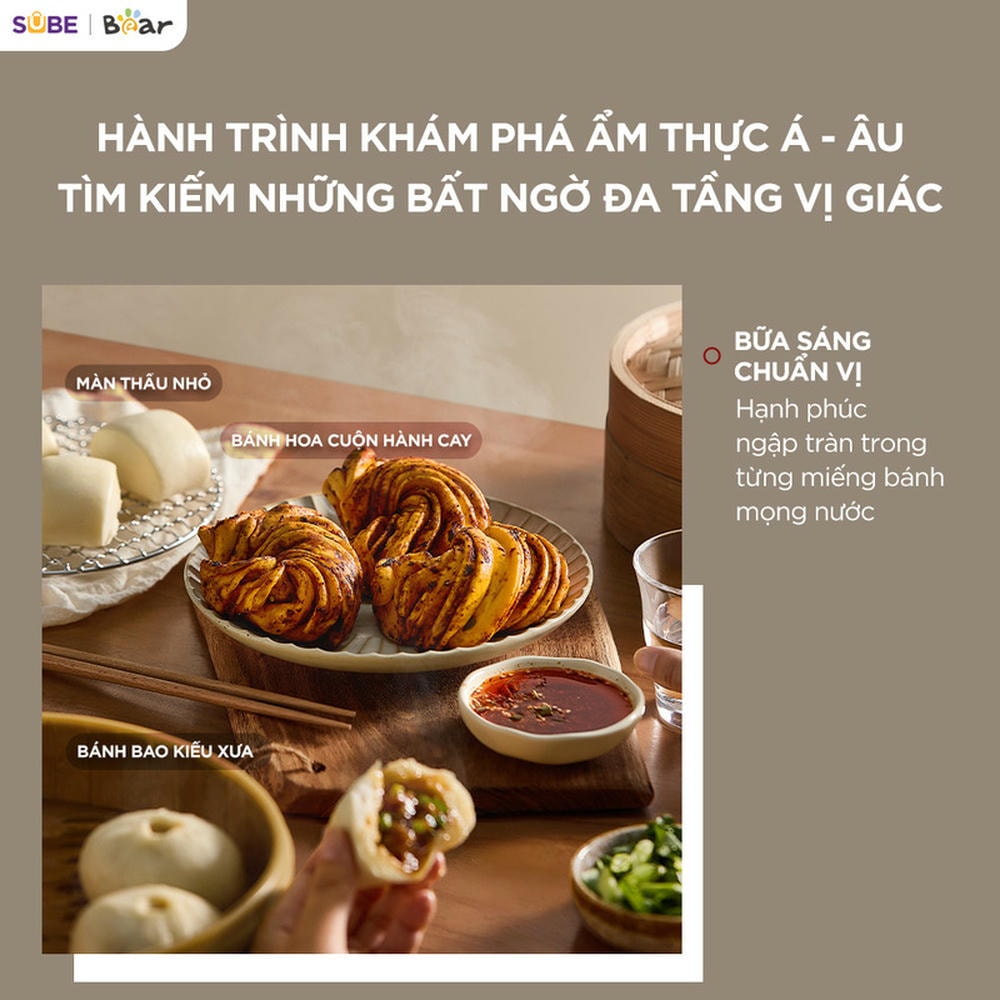 SUBE | Bear
HÀNH TRÌNH KHÁM PHÁ ẨM THỰC Á - ÂU
TÌM KIẾM NHỮNG BẤT NGỜ ĐA TẦNG VỊ GIÁC
MÀN THẤU NHỎ
BÁNH HOA CUỘN HÀNH CAY
BÁNH BAO KIỂU XƯA
BỮA SÁNG
CHUẨN VỊ
Hạnh phúc
ngập tràn trong
từng miếng bánh
mọng nước